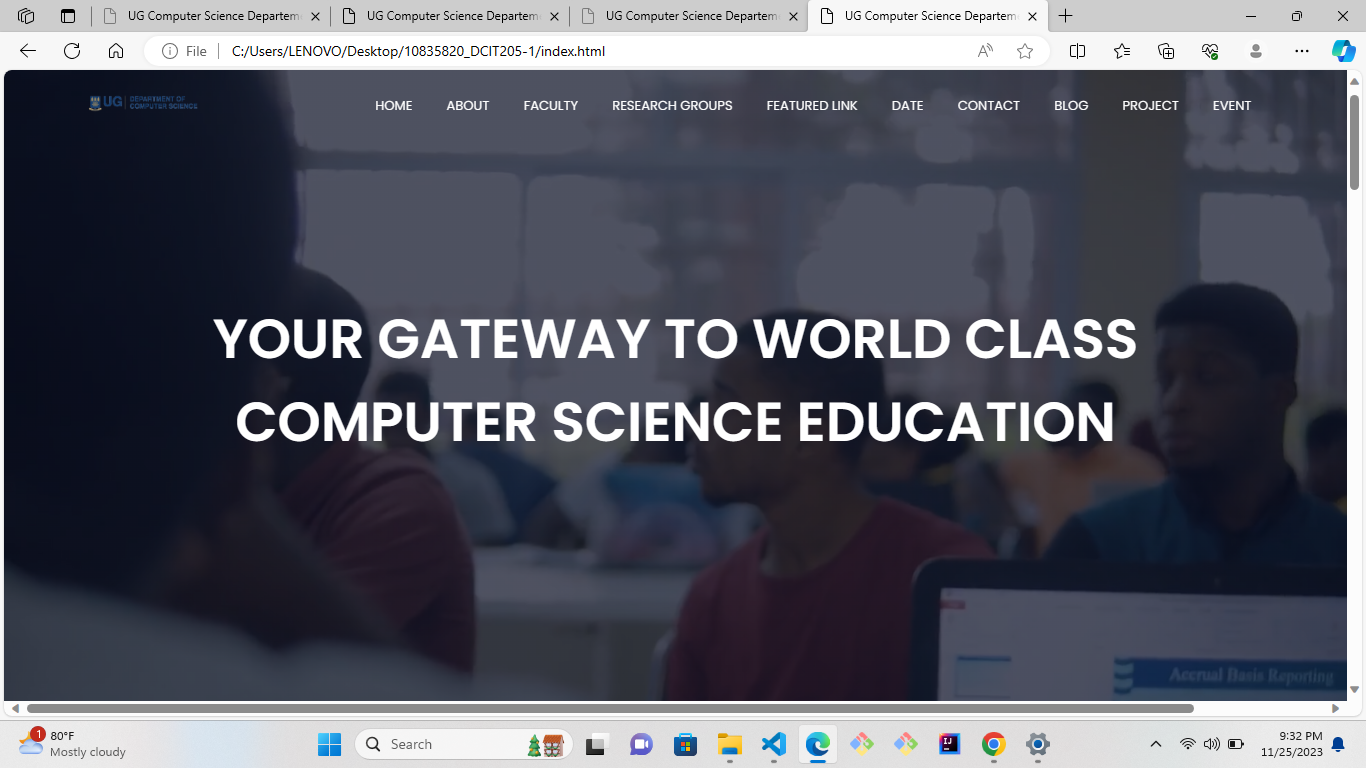 UG Computer Science Departem
UG Computer Science Departem
UG Computer Science Departem
UG Computer Science Departem
File
C:/Users/LENOVO/Desktop/10835820_DCIT205-1/index.html
UG DEPARTMENT OF
COMPUTER SCIENCE
HOME ABOUT FACULTY RESEARCH GROUPS FEATURED LINK DATE CONTACT BLOG PROJECT EVENT
YOUR GATEWAY TO WORLD CLASS
COMPUTER SCIENCE EDUCATION
Accrual Basis Reporting
1
80°F
Mostly cloudy
Search
IJ
9:32 PM
11/25/2023